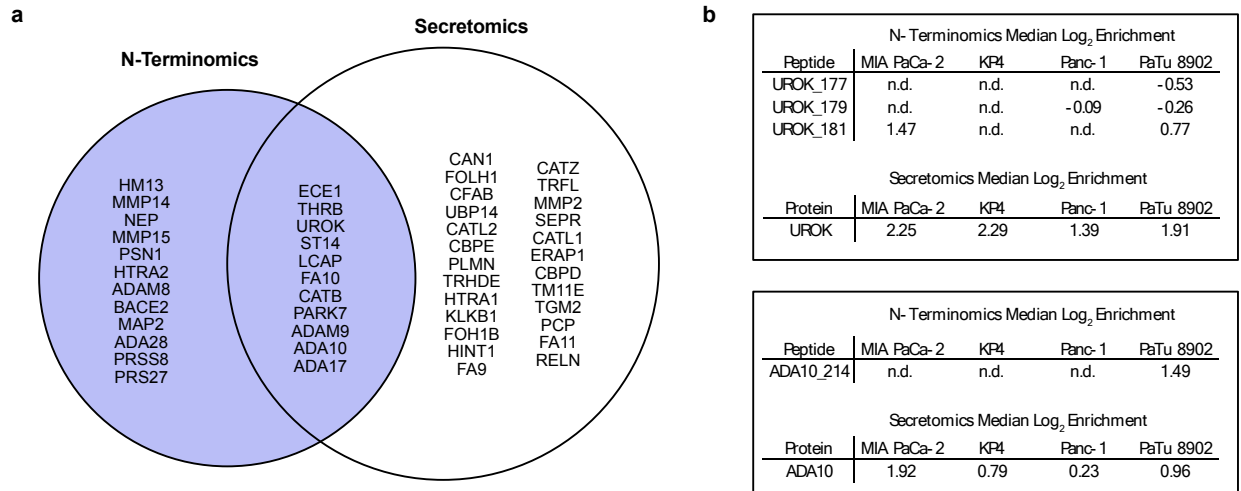 a
N-Terminomics
Secretomics
HM13
MMP14
NEP
MMP15
PSN1
HTRA2
ADAM8
BACE2
MAP2
ADA28
PRSS8
PRS27
ECE1
THRB
UROK
ST14
LCAP
FA10
CATB
PARK7
ADAM9
ADA10
ADA17
CAN1
FOLH1
CFAB
UBP14
CATL2
CBPE
PLMN
TRHDE
HTRA1
KLKB1
FOH1B
HINT1
FA9
CATZ
TRFL
MMP2
SEPR
CATL1
ERAP1
CBPD
TM11E
TGM2
PCP
FA11
RELN
b
N-Terminomics Median Log2 Enrichment
Peptide MIA PaCa-2 KP4 Panc-1 PaTu 8902
UROK_177 n.d. n.d. n.d. -0.53
UROK_179 n.d. n.d. -0.09 -0.26
UROK_181 1.47 n.d. n.d. 0.77
Secretomics Median Log2 Enrichment
Protein MIA PaCa-2 KP4 Panc-1 PaTu 8902
UROK 2.25 2.29 1.39 1.91
N-Terminomics Median Log2 Enrichment
Peptide MIA PaCa-2 KP4 Panc-1 PaTu 8902
ADA10_214 n.d. n.d. n.d. 1.49
Secretomics Median Log2 Enrichment
Protein MIA PaCa-2 KP4 Panc-1 PaTu 8902
ADA10 1.92 0.79 0.23 0.96